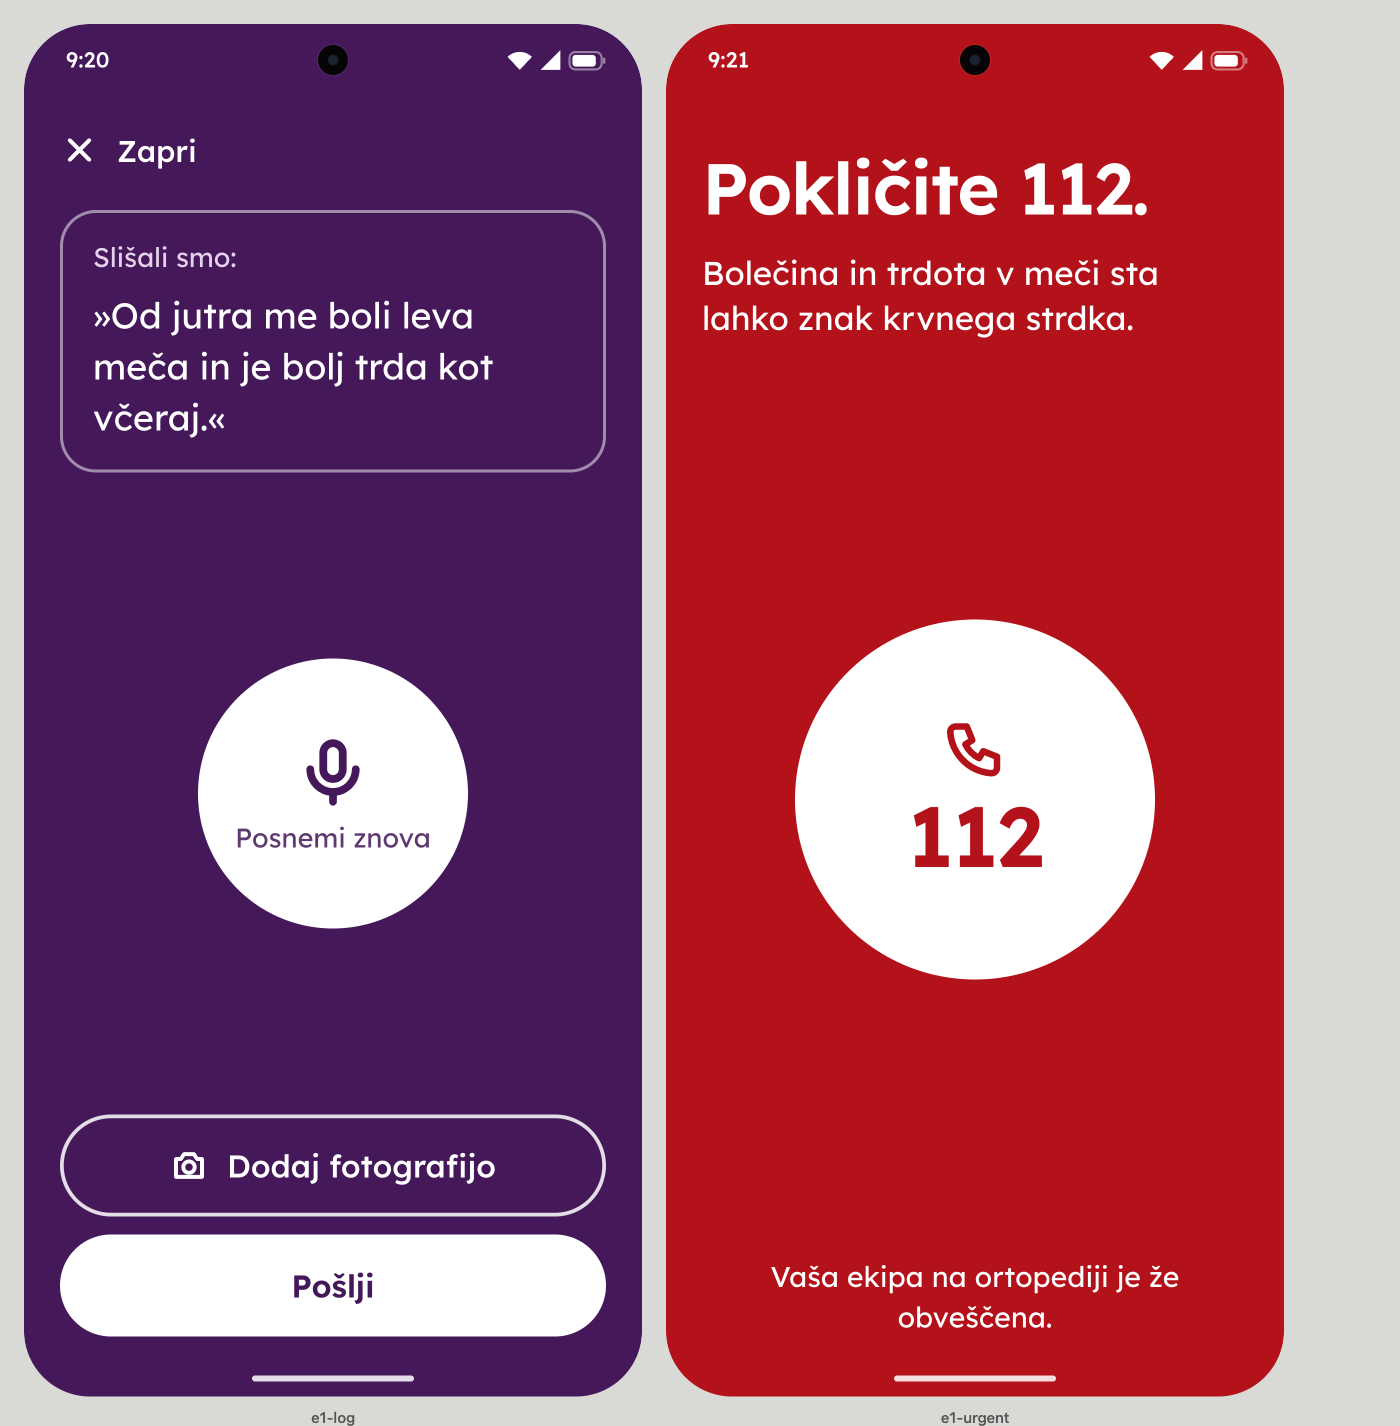 9:20
Zapri
Slišali smo:
»Od jutra me boli leva
meča in je bolj trda kot
včeraj.«
Posnemi znova
Dodaj fotografijo
Pošlji
e1-log
9:21
Pokličite 112.
Bolečina in trdota v meči sta
lahko znak krvnega strdka.
112
Vaša ekipa na ortopediji je že
obveščena.
e1-urgent